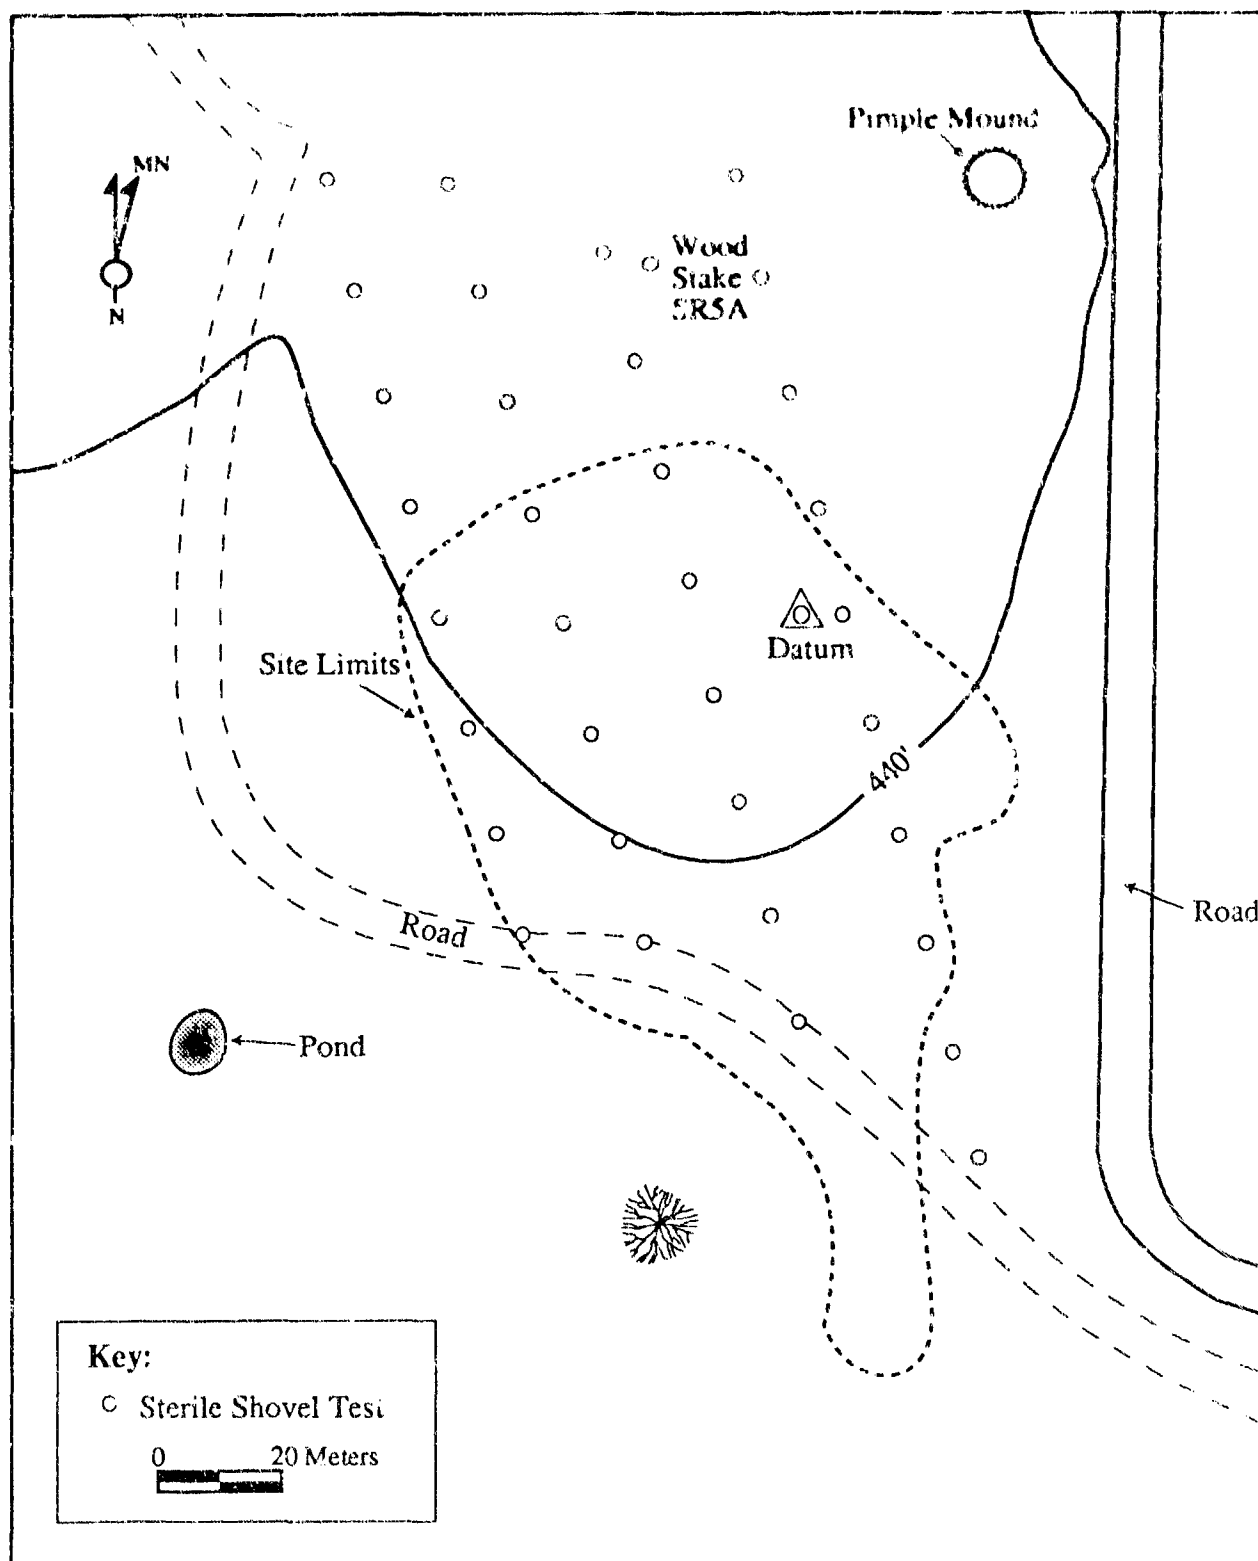 Pimple Mound
MN
N
Wood
Stake
SR5A
Datum
Site Limits
440'
Road
Road
Pond
Key:
Sterile Shovel Test
0 20 Meters